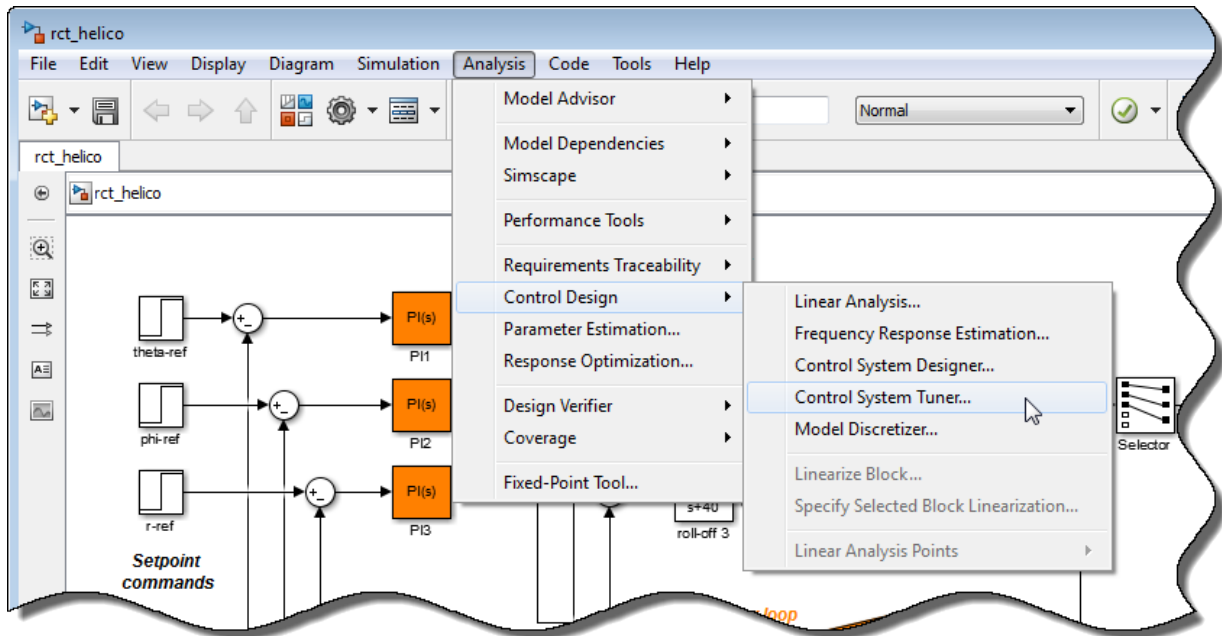 rct_helico
File Edit View Display Diagram Simulation Analysis Code Tools Help
Normal
rct_helico
rct_helico
Model Advisor
Model Dependencies
Simscape
Performance Tools
Requirements Traceability
Control Design
Parameter Estimation...
Response Optimization...
Design Verifier
Coverage
Fixed-Point Tool...
Linear Analysis...
Frequency Response Estimation...
Control System Designer...
Control System Tuner...
Model Discretizer...
Linearize Block...
Specify Selected Block Linearization...
Linear Analysis Points
theta-ref
PI(s)
PI1
phi-ref
PI(s)
PI2
r-ref
PI(s)
PI3
Setpoint
commands
s+40
roll-off 3
Selector
loop